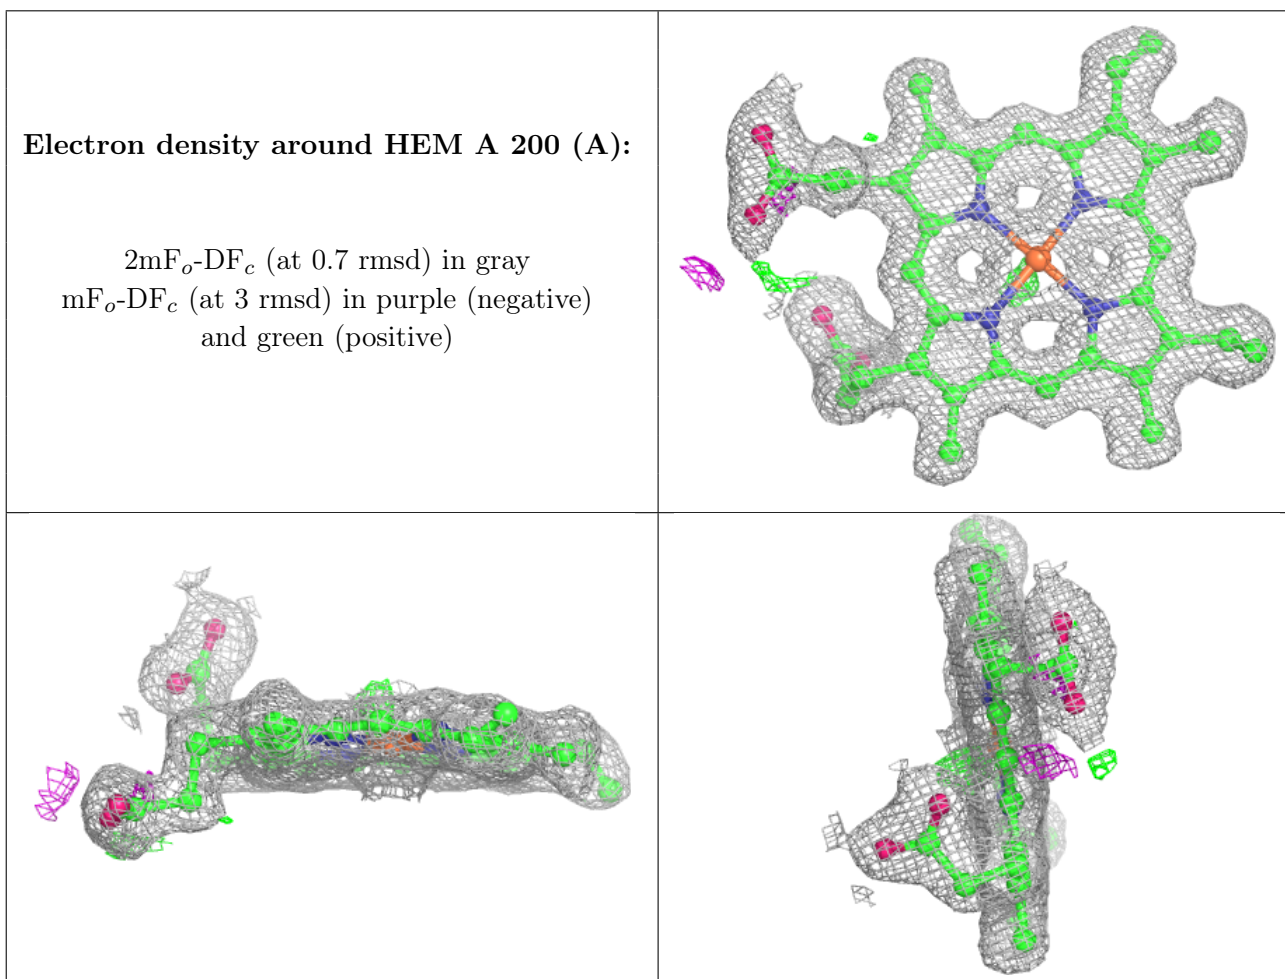 Electron density around HEM A 200 (A):
2mFo-DFc (at 0.7 rmsd) in gray
mFo-DFc (at 3 rmsd) in purple (negative)
and green (positive)